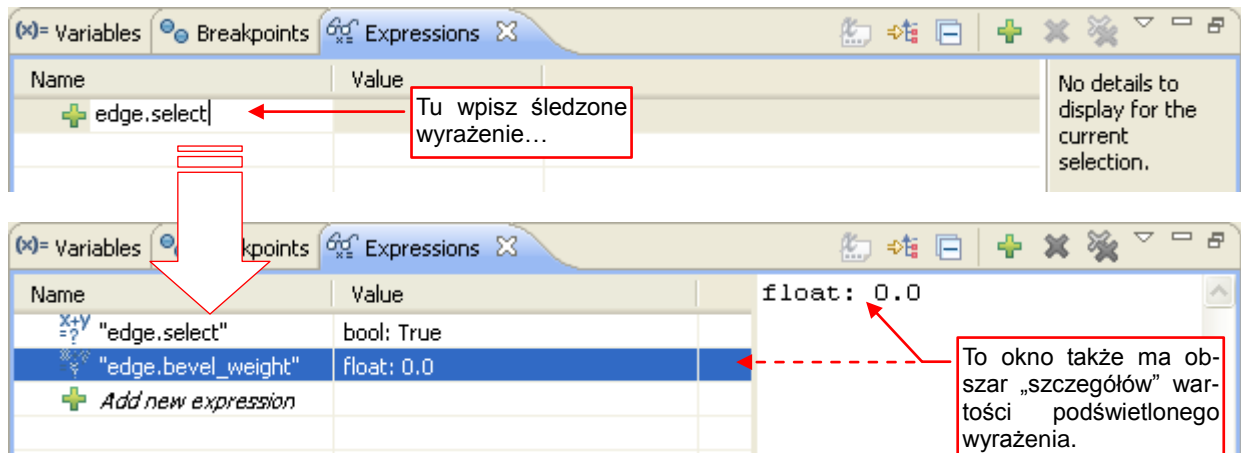 (x)= Variables Breakpoints Expressions
Name Value
edge.select
Tu wpisz śledzone
wyrażenie…
No details to
display for the
current
selection.
(x)= Variables kpoints Expressions
Name Value
float: 0.0
"edge.select" bool: True
"edge.bevel_weight" float: 0.0
Add new expression
To okno także ma ob-
szar „szczegółów” war-
tości podświetlonego
wyrażenia.